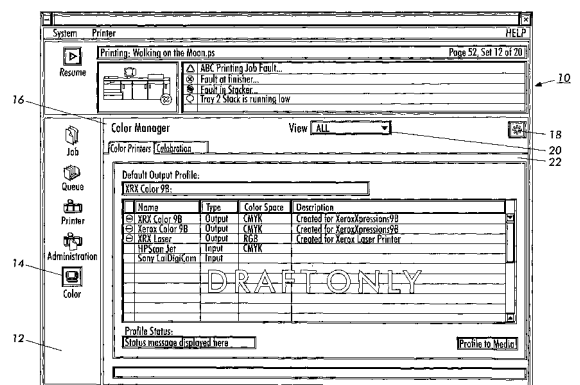 System Printer HELP
Resume
Printing: Walking on the Moon.ps Page 52, Set 12 of 20
ABC Printing Job Fault...
Fault at finisher...
Fault in Stacker...
Tray 2 Stack is running low
10
16
Color Manager View ALL
18
20
22
Color Printers Calabration
Job
Queue
Printer
Administration
14
Color
12
Default Output Profile:
XRX Color 9B:
Name Type Color Space Description
XRX Color 9B Output CMYK Created for XeroxXpressions9B
Xerox Color 9B Output CMYK Created for XeroxXpressions9B
XRX Laser Output RGB Created for Xerox Laser Printer
HPScan Jet Input CMYK
Sony CalDigiCam Input
DRAFT ONLY
Profile Status:
Status message displayed here Profile to Media